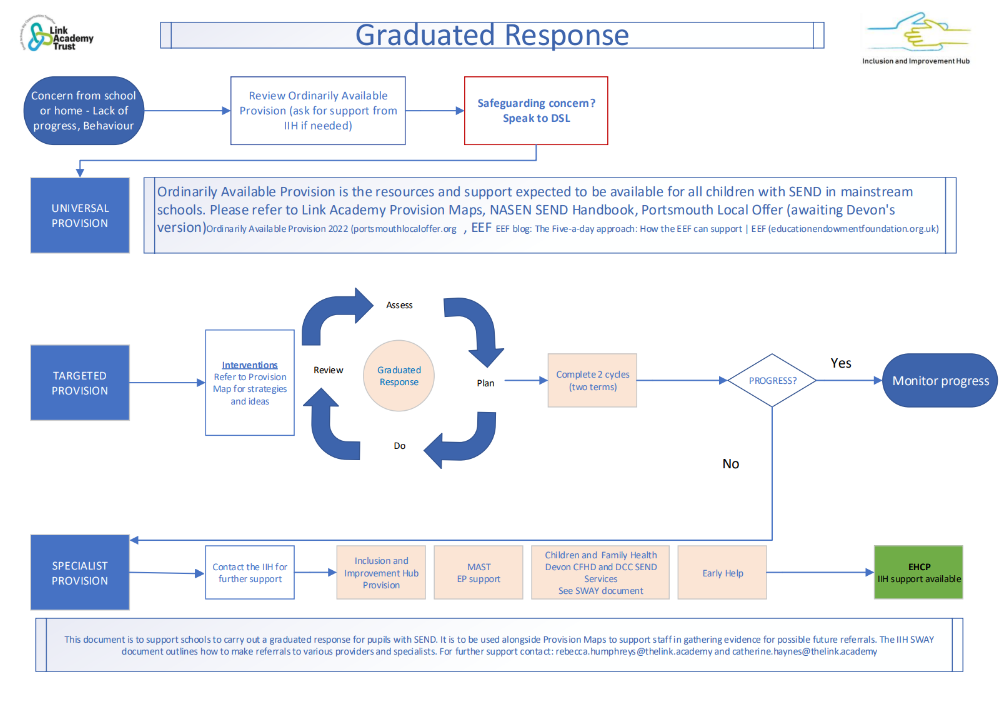 Link
Academy
Trust
Graduated Response
Inclusion and Improvement Hub
Concern from school
or home - Lack of
progress, Behaviour
Review Ordinarily Available
Provision (ask for support from
IIH if needed)
Safeguarding concern?
Speak to DSL
UNIVERSAL
PROVISION
Ordinarily Available Provision is the resources and support expected to be available for all children with SEND in mainstream
schools. Please refer to Link Academy Provision Maps, NASEN SEND Handbook, Portsmouth Local Offer (awaiting Devon's
version)Ordinarily Available Provision 2022 (portsmouthlocaloffer.org , EEF EEF blog: The Five-a-day approach: How the EEF can support | EEF (educationendowmentfoundation.org.uk)
TARGETED
PROVISION
Interventions
Refer to Provision
Map for strategies
and ideas
Assess
Review
Graduated
Response
Plan
Do
Complete 2 cycles
(two terms)
PROGRESS?
Yes
Monitor progress
No
SPECIALIST
PROVISION
Contact the IIH for
further support
Inclusion and
Improvement Hub
Provision
MAST
EP support
Children and Family Health
Devon CFHD and DCC SEND
Services
See SWAY document
Early Help
EHCP
IIH support available
This document is to support schools to carry out a graduated response for pupils with SEND. It is to be used alongside Provision Maps to support staff in gathering evidence for possible future referrals. The IIH SWAY
document outlines how to make referrals to various providers and specialists. For further support contact: rebecca.humphreys@thelink.academy and catherine.haynes@thelink.academy